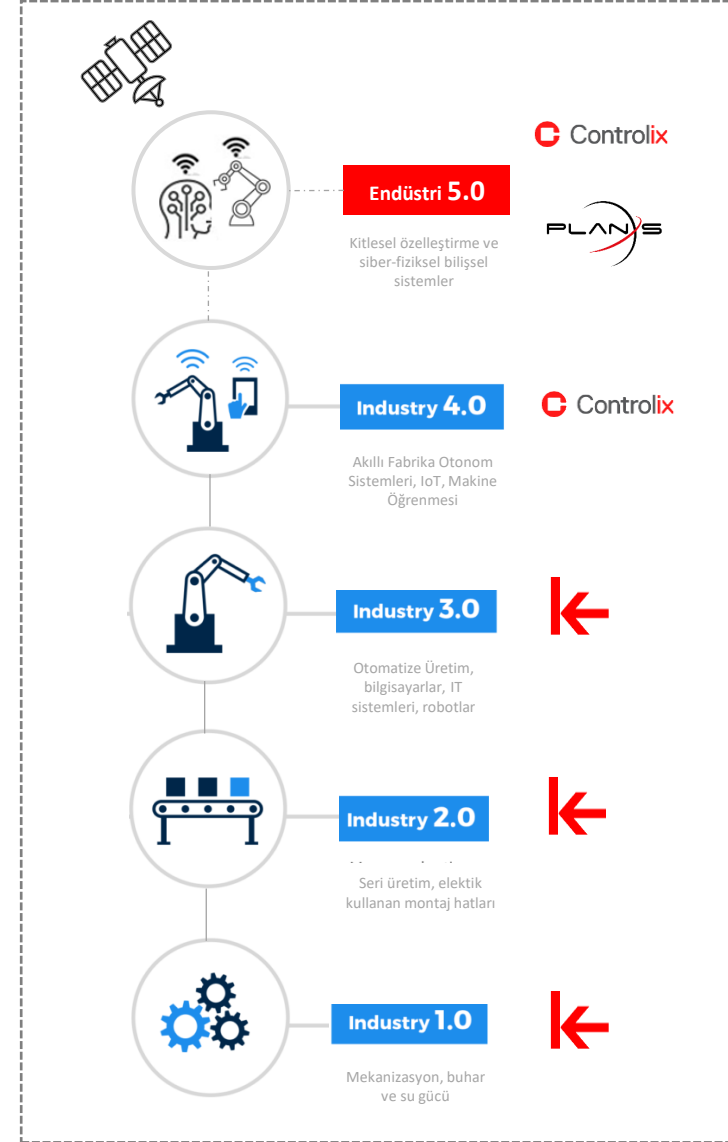 Controlix
Endüstri 5.0
PLANYS
Kitlesel özelleştirme ve
siber-fiziksel bilişsel
sistemler
Industry 4.0
Controlix
Akıllı Fabrika Otonom
Sistemleri, IoT, Makine
Öğrenmesi
Industry 3.0
Otomatize Üretim,
bilgisayarlar, IT
sistemleri, robotlar
Industry 2.0
Seri üretim, elektik
kullanan montaj hatları
Industry 1.0
Mekanizasyon, buhar
ve su gücü